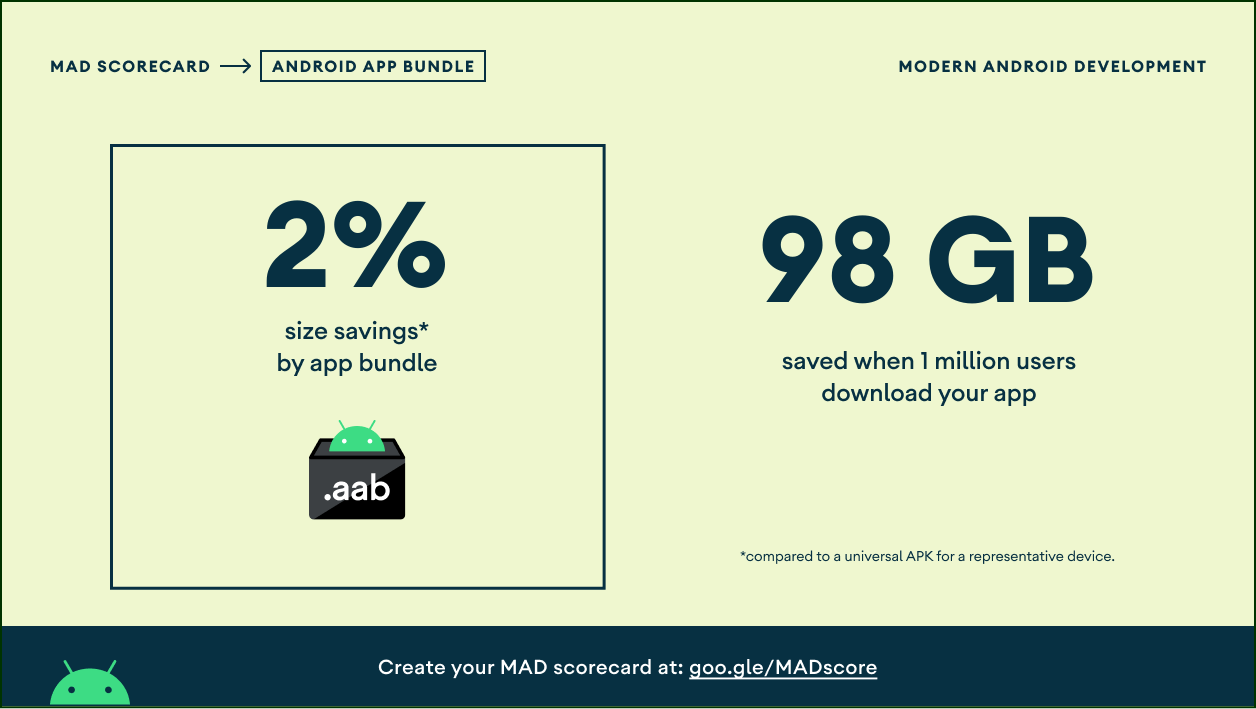 MAD SCORECARD → ANDROID APP BUNDLE
MODERN ANDROID DEVELOPMENT
2%
size savings*
by app bundle
.aab
98 GB
saved when 1 million users
download your app
*compared to a universal APK for a representative device.
Create your MAD scorecard at: goo.gle/MADscore